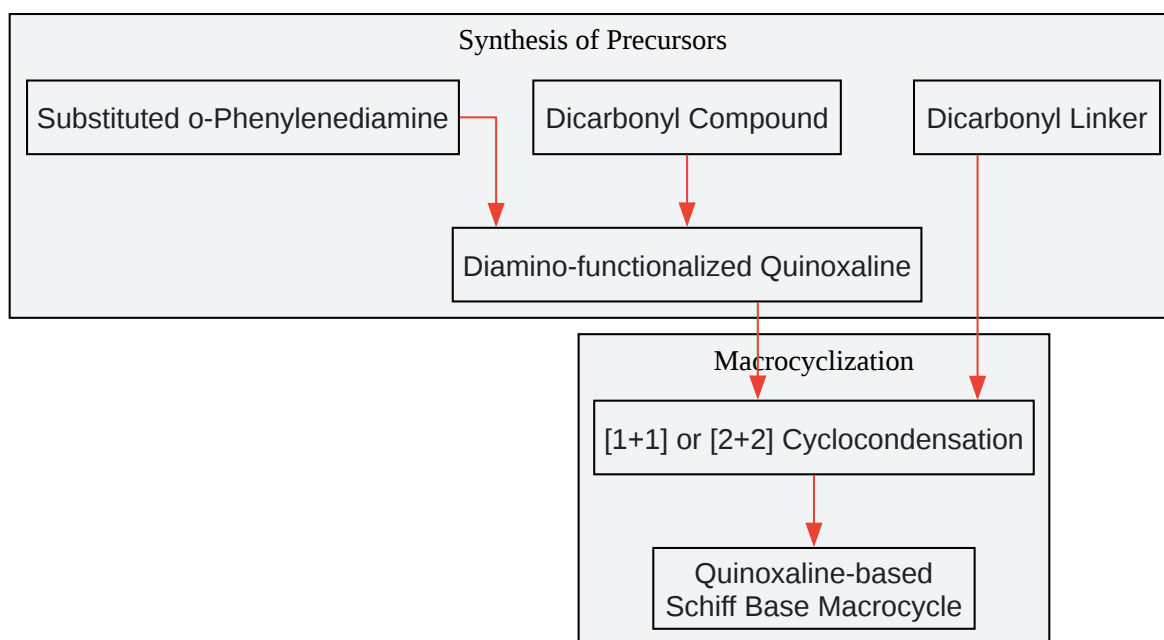 Synthesis of Precursors
Substituted o-Phenylenediamine
Dicarbonyl Compound
Dicarbonyl Linker
Diamino-functionalized Quinoxaline
Macrocyclization
[1+1] or [2+2] Cyclocondensation
Quinoxaline-based
Schiff Base Macrocycle